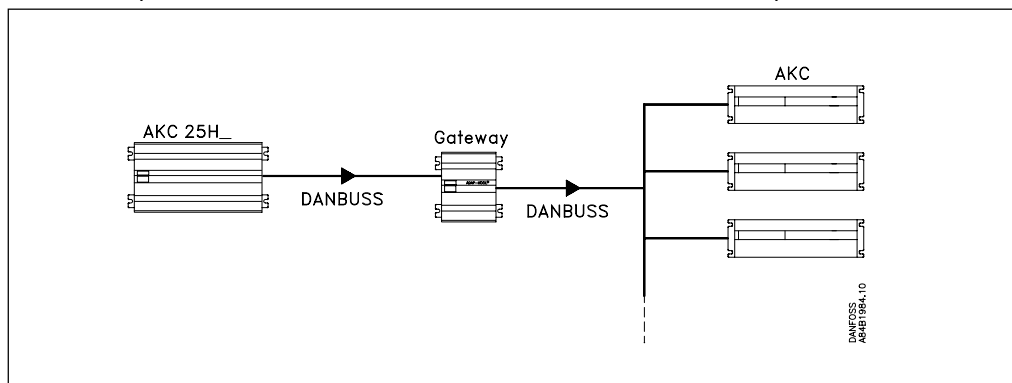 AKC 25H_
DANBUSS
Gateway
DANBUSS
AKC
DANFOSS
A84B1984.10